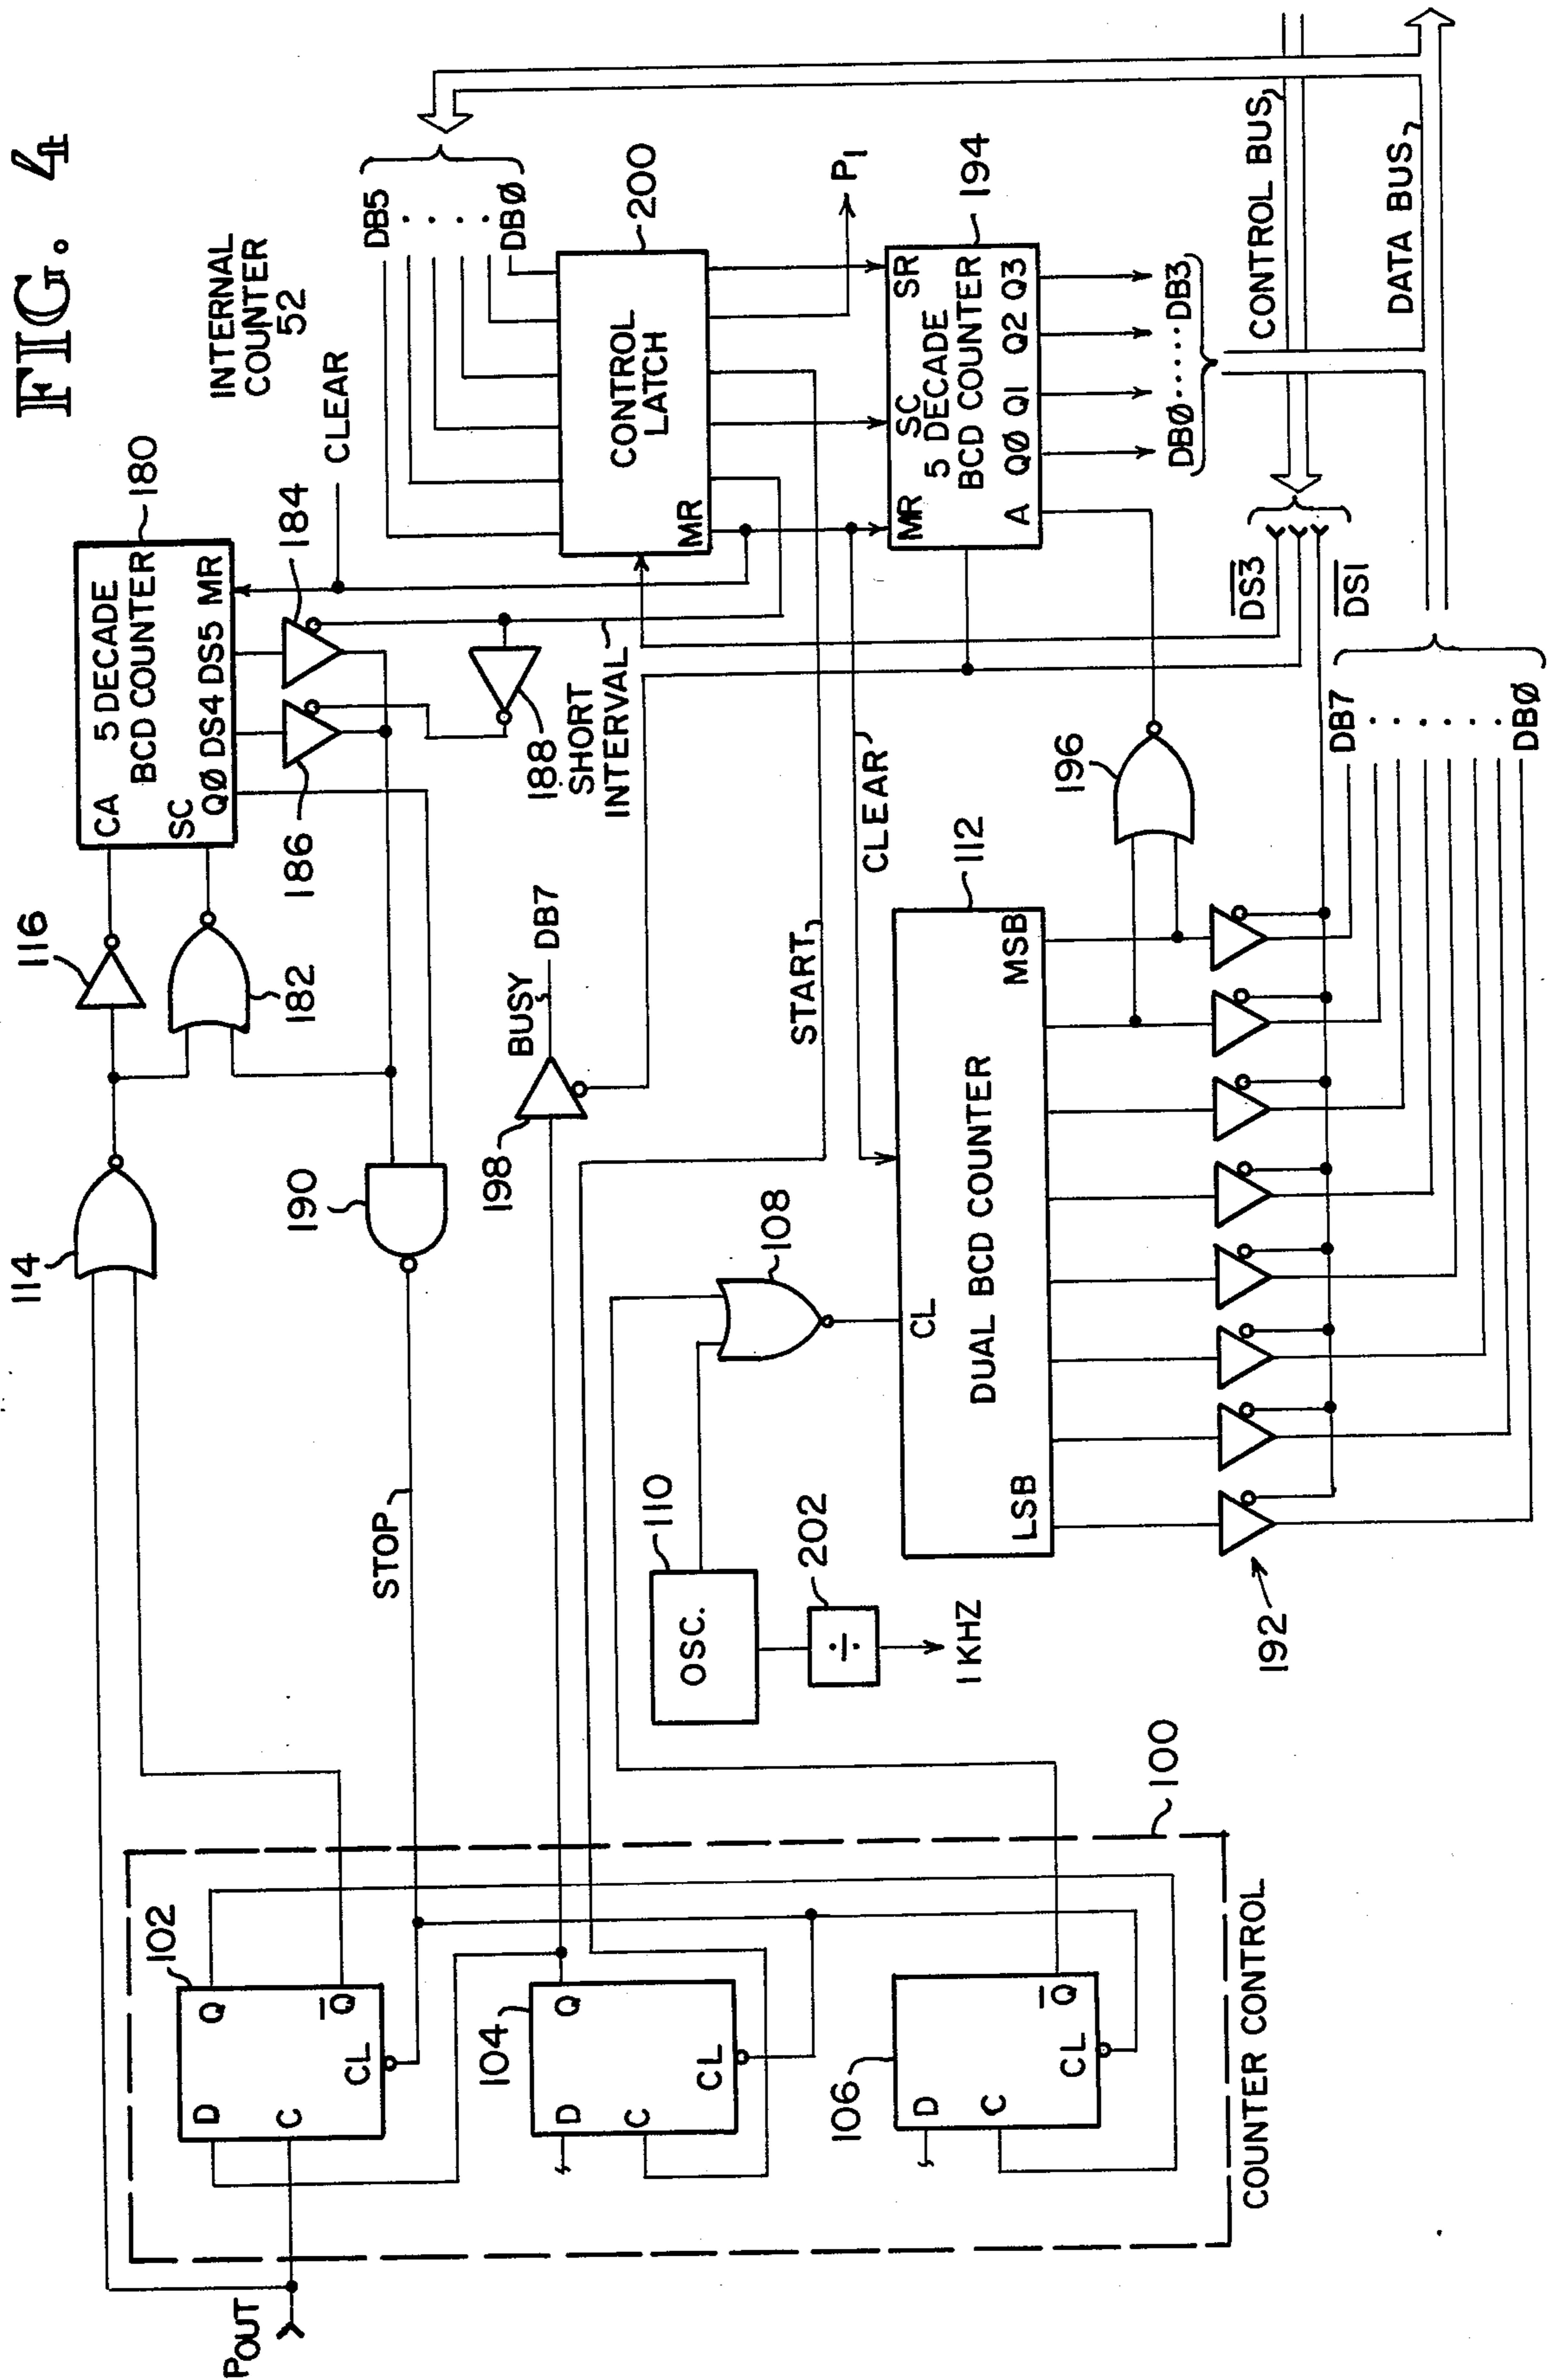 FIG. 4
INTERNAL
COUNTER
52
POUT
COUNTER CONTROL
100
102
D
C
Q
Q
CL
104
D
C
Q
CL
106
D
C
Q
CL
114
116
182
CA
SC
5 DECADE
BCD COUNTER
QØ DS4 DS5 MR
180
CLEAR
184
186
188
SHORT
INTERVAL
190
STOP
198
BUSY
DB7
START
DB5
DBØ
CONTROL
LATCH
MR
200
P1
MR
SC
SR
5 DECADE
BCD COUNTER
A QØ Q1 Q2 Q3
194
DBØ.....DB3
CONTROL BUS
DATA BUS
DS3
DS1
196
CLEAR
OSC.
110
÷
202
1KHZ
108
CL
DUAL BCD COUNTER
LSB
MSB
112
192
DB7
DBØ